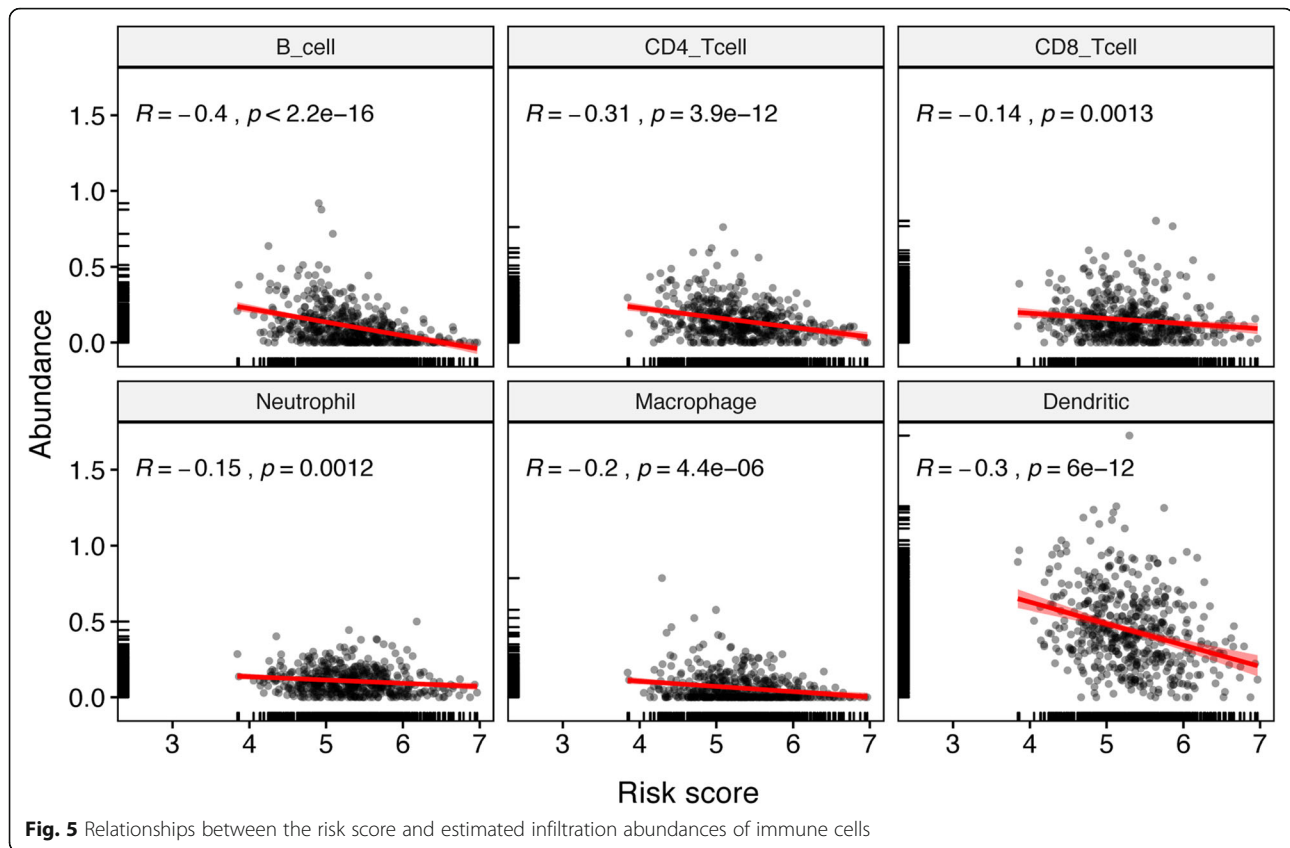 B_cell CD4_Tcell CD8_Tcell
R = −0.4 , p < 2.2e−16 R = −0.31 , p = 3.9e−12 R = −0.14 , p = 0.0013
1.5
1.0
0.5
0.0
Abundance
Neutrophil Macrophage Dendritic
R = −0.15 , p = 0.0012 R = −0.2 , p = 4.4e−06 R = −0.3 , p = 6e−12
1.5
1.0
0.5
0.0
3 4 5 6 7 3 4 5 6 7 3 4 5 6 7
Risk score
Fig. 5 Relationships between the risk score and estimated infiltration abundances of immune cells